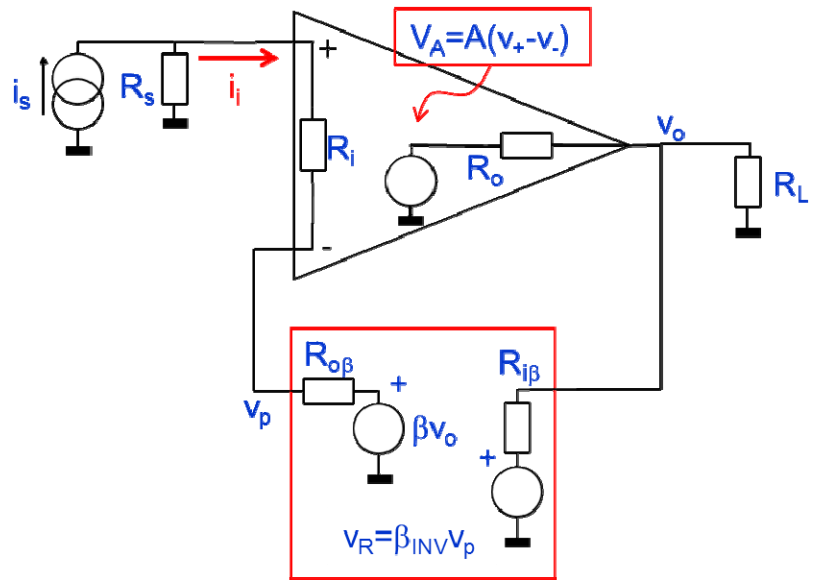 V_A=A(v_+-v_-)
+
i_s
R_s
i_i
R_i
R_o
v_o
R_L
-
R_oβ
R_iβ
v_p
+
βv_o
+
v_R=β_INV v_p